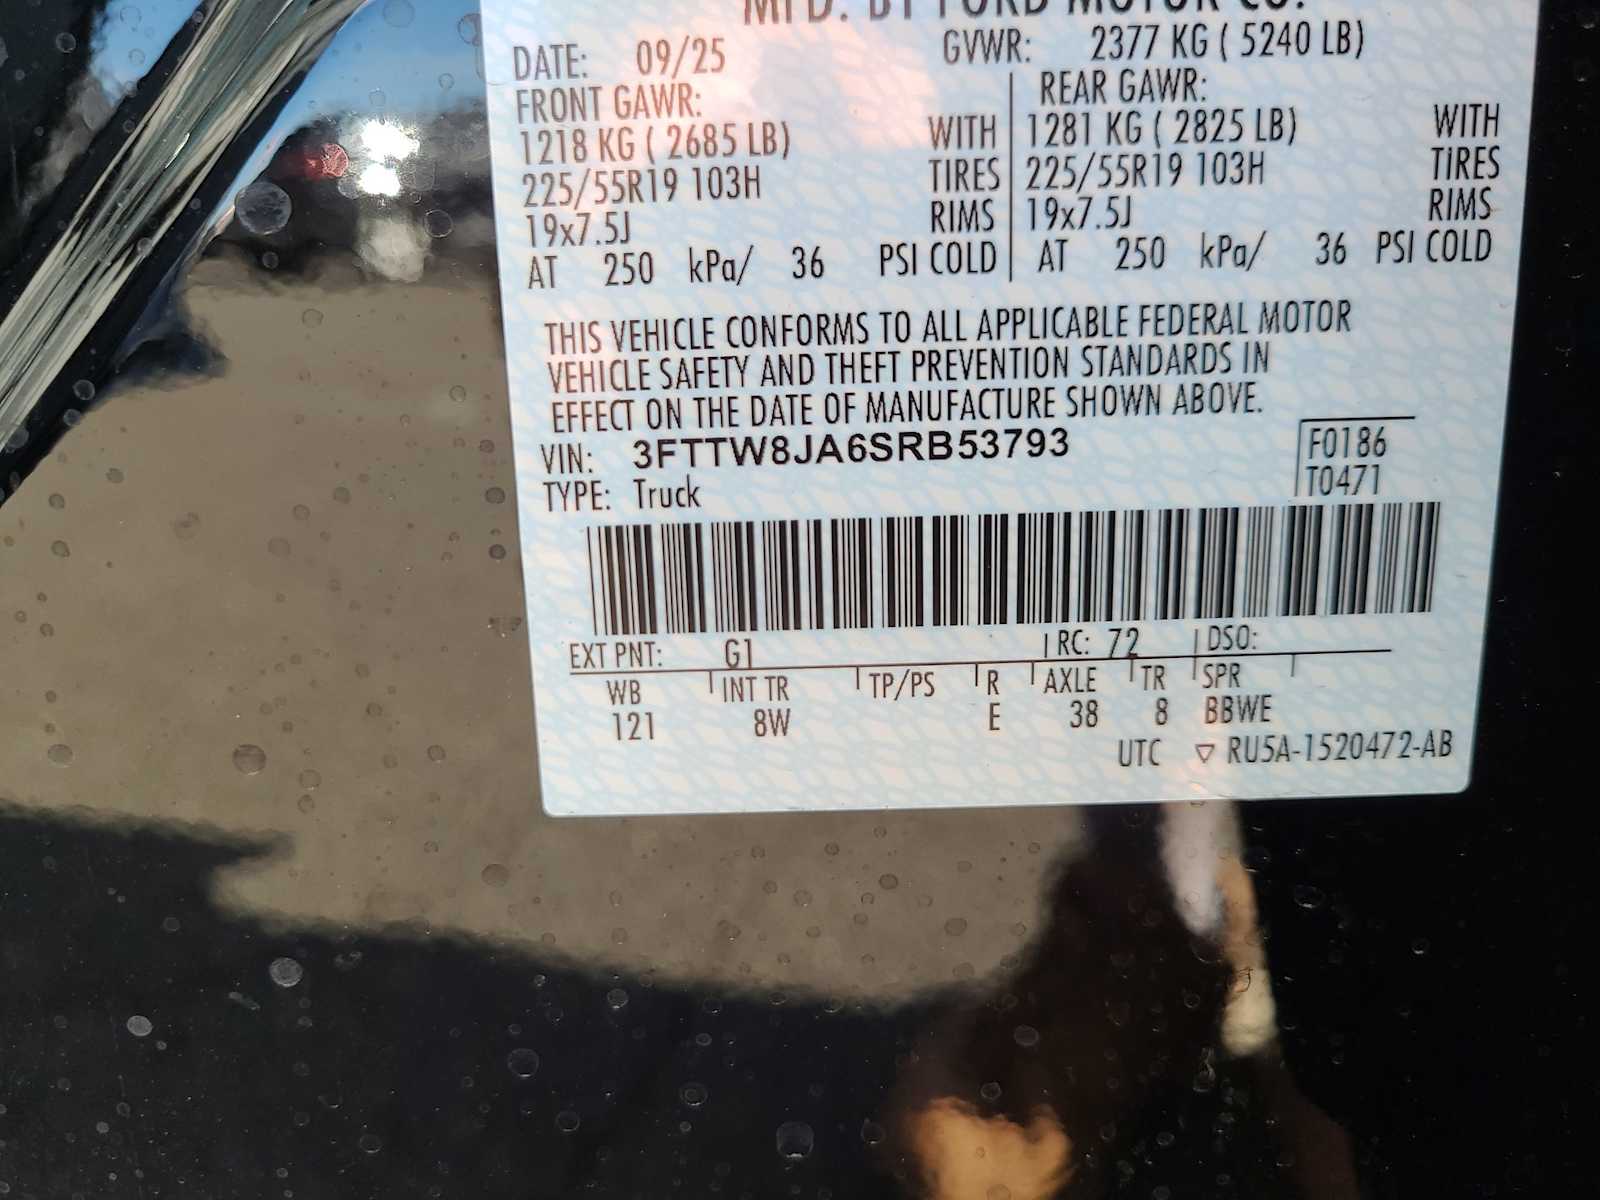 MFD. BY FORD MOTOR CO.
DATE: 09/25 GVWR: 2377 KG ( 5240 LB)
FRONT GAWR: REAR GAWR:
1218 KG ( 2685 LB) WITH 1281 KG ( 2825 LB) WITH
225/55R19 103H TIRES 225/55R19 103H TIRES
19x7.5J RIMS 19x7.5J RIMS
AT 250 kPa/ 36 PSI COLD AT 250 kPa/ 36 PSI COLD
THIS VEHICLE CONFORMS TO ALL APPLICABLE FEDERAL MOTOR
VEHICLE SAFETY AND THEFT PREVENTION STANDARDS IN
EFFECT ON THE DATE OF MANUFACTURE SHOWN ABOVE.
VIN: 3FTTW8JA6SRB53793 F0186
TYPE: Truck T0471
EXT PNT: G1 RC: 72 DSO:
WB INT TR TP/PS R AXLE TR SPR
121 8W E 38 8 BBWE
UTC ▽ RU5A-1520472-AB